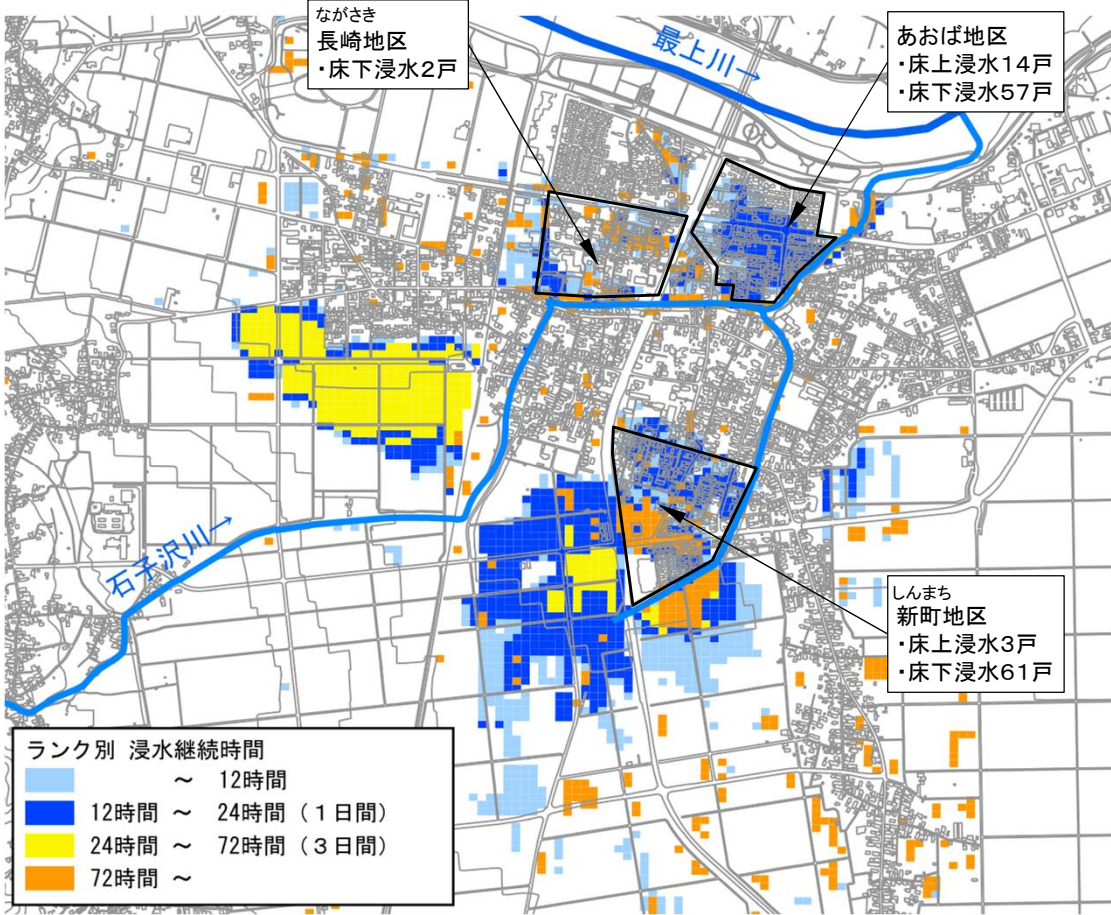 ながさき
長崎地区
・床下浸水2戸
最上川→
あおば地区
・床上浸水14戸
・床下浸水57戸
石子沢川→
しんまち
新町地区
・床上浸水3戸
・床下浸水61戸
ランク別 浸水継続時間
～ 12時間
12時間 ～ 24時間（1日間）
24時間 ～ 72時間（3日間）
72時間 ～